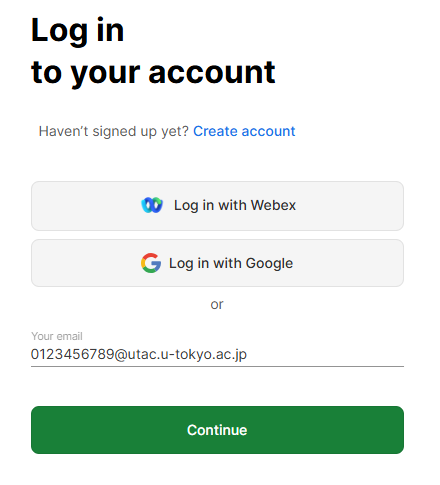 Log in
to your account
Haven't signed up yet? Create account
Log in with Webex
Log in with Google
or
Your email
0123456789@utac.u-tokyo.ac.jp
Continue